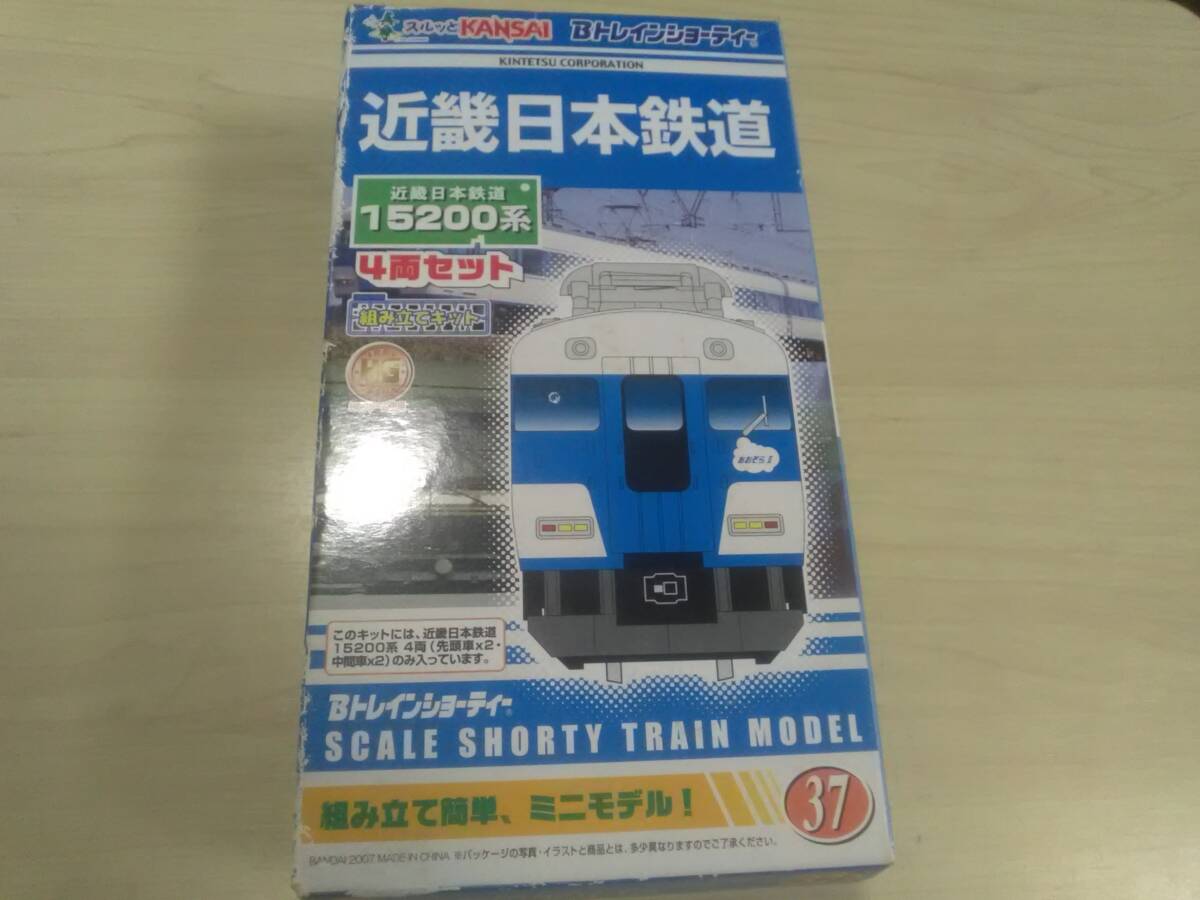 スルッとKANSAI Bトレインショーティー
KINTETSU CORPORATION
近畿日本鉄道
近畿日本鉄道
15200系
4両セット
組み立てキット
HG
あおぞらⅡ
このキットには、近畿日本鉄道
15200系 4両(先頭車x2・
中間車x2)のみ入っています。
Bトレインショーティー
SCALE SHORTY TRAIN MODEL
組み立て簡単、ミニモデル!
37
BANDAI 2007 MADE IN CHINA ※パッケージの写真・イラストと商品とは、多少異なりますのでご了承ください。